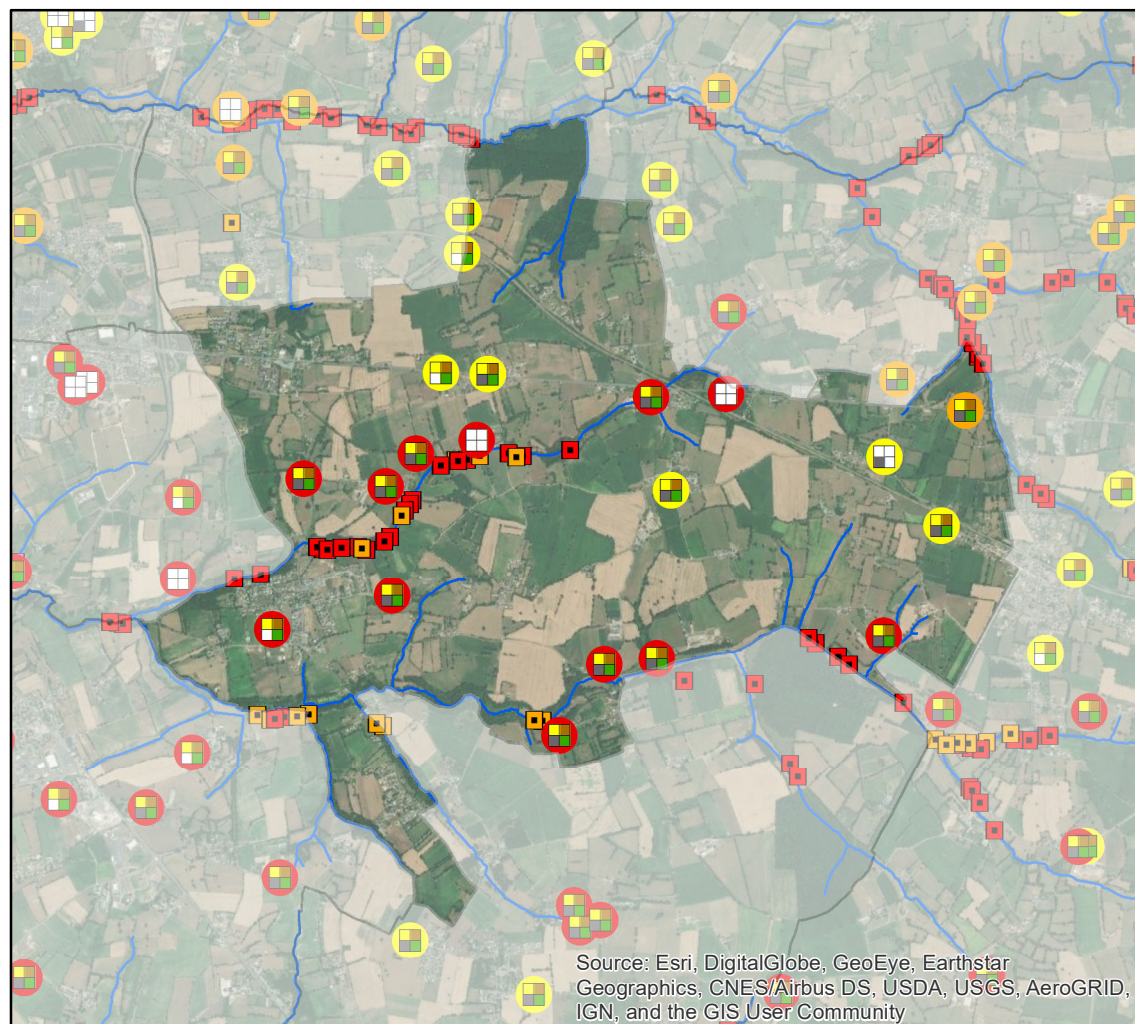 Source: Esri, DigitalGlobe, GeoEye, Earthstar
Geographics, CNES/Airbus DS, USDA, USGS, AeroGRID,
IGN, and the GIS User Community